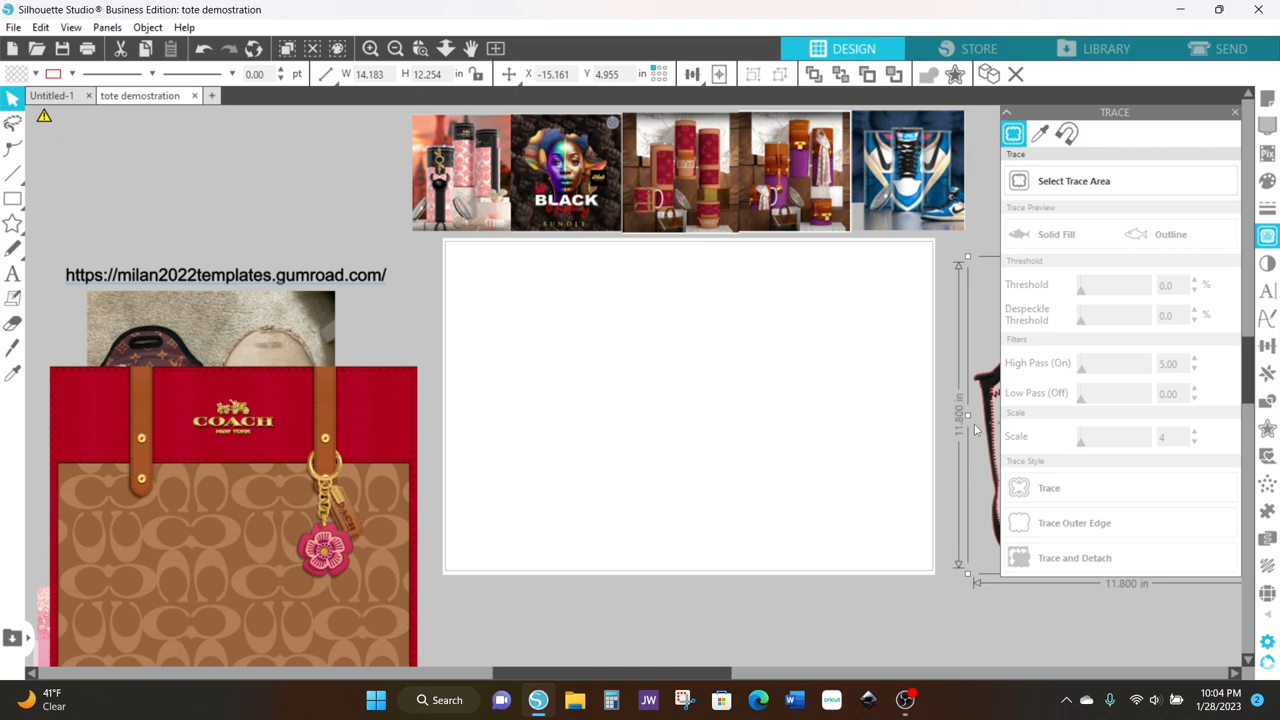 Silhouette Studio® Business Edition: tote demostration
File Edit View Panels Object Help
DESIGN STORE LIBRARY SEND
0.00 pt W 14.183 H 12.254 in X -15.161 Y 4.955 in
Untitled-1 tote demostration
TRACE
Trace
Select Trace Area
Trace Preview
Solid Fill Outline
Threshold
Threshold 0.0 %
Despeckle
Threshold 0.0 %
Filters
High Pass (On) 5.00
Low Pass (Off) 0.00
Scale
Scale 4
Trace Style
Trace
Trace Outer Edge
Trace and Detach
BLACK
BUNDLE
https://milan2022templates.gumroad.com/
COACH
NEW YORK
11.800 in
11.800 in
41°F
Clear
Search
JW
cricut
10:04 PM
1/28/2023
2